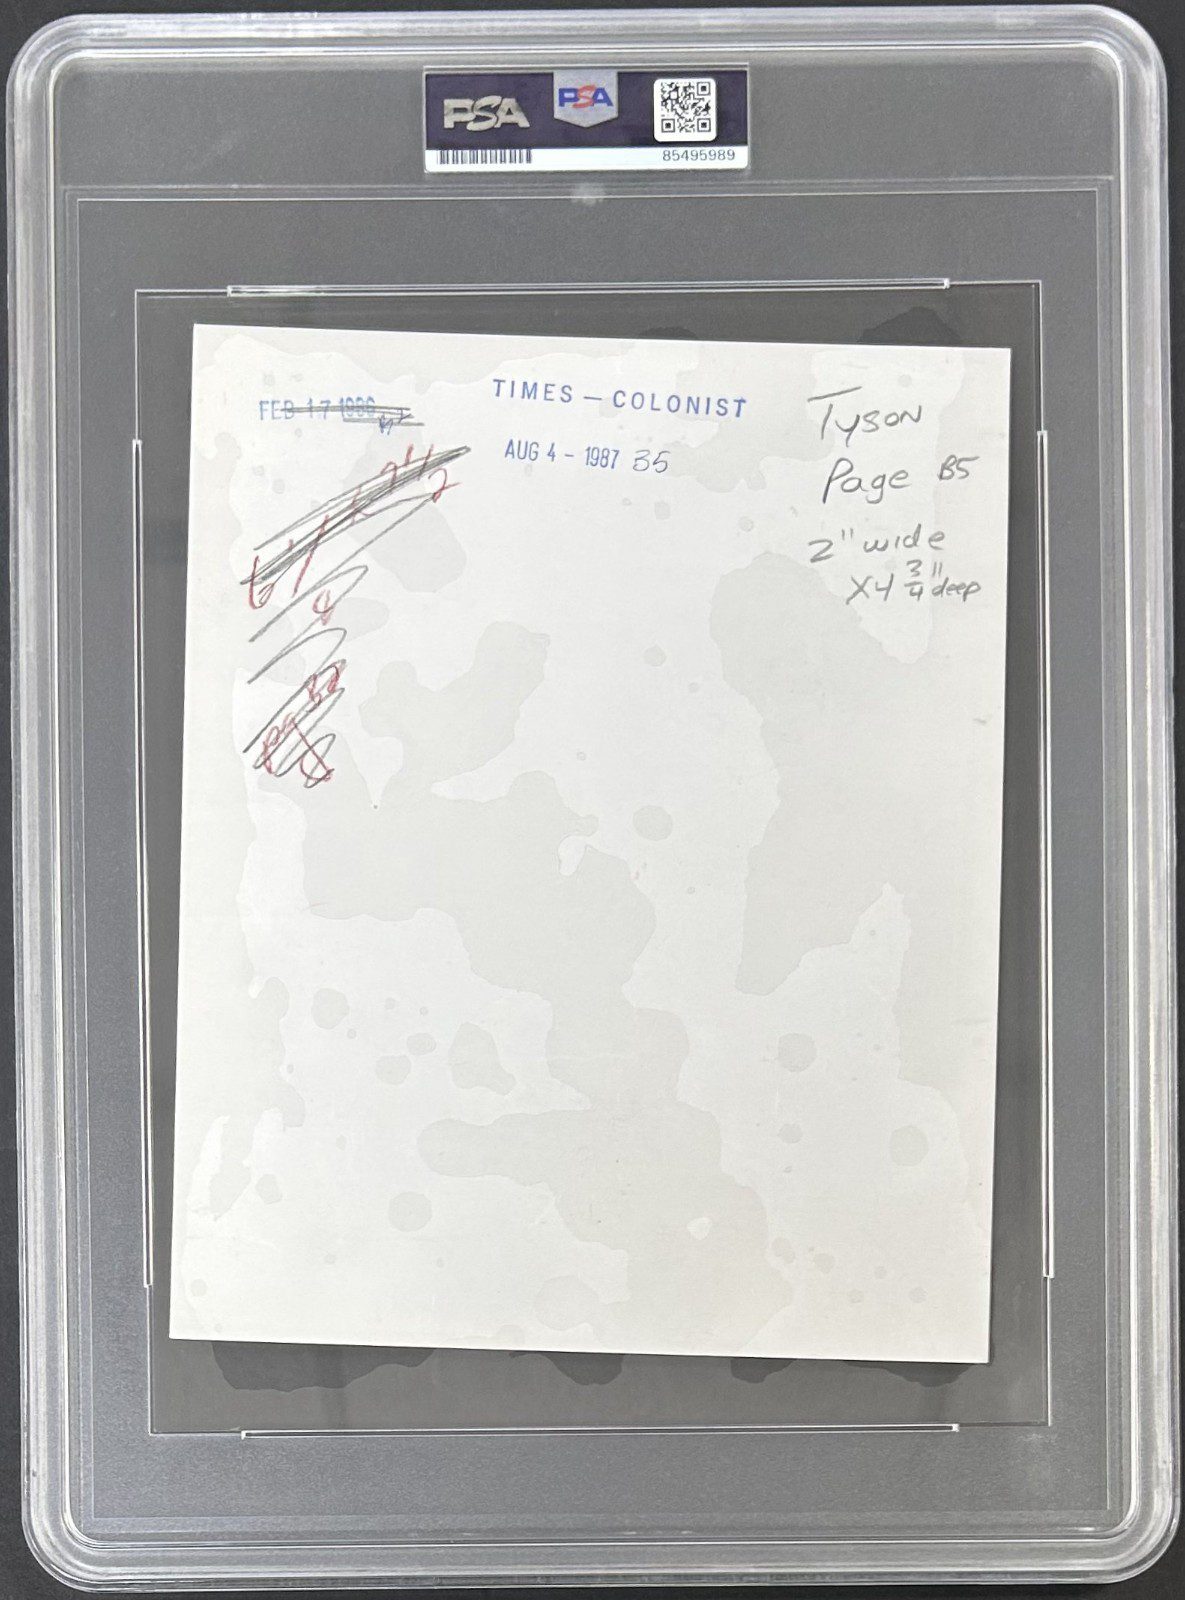 PSA
PSA
85495989
FEB 17 1986
TIMES — COLONIST
AUG 4 - 1987 B5
Tyson
Page B5
2" wide
X4 3/4" deep